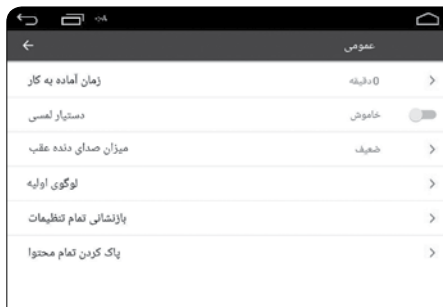 عمومی
زمان آماده به کار 0 دقیقه
دستیار لمسی خاموش
میزان صدای دنده عقب ضعیف
لوگوی اولیه
بازنشانی تمام تنظیمات
پاک کردن تمام محتوا